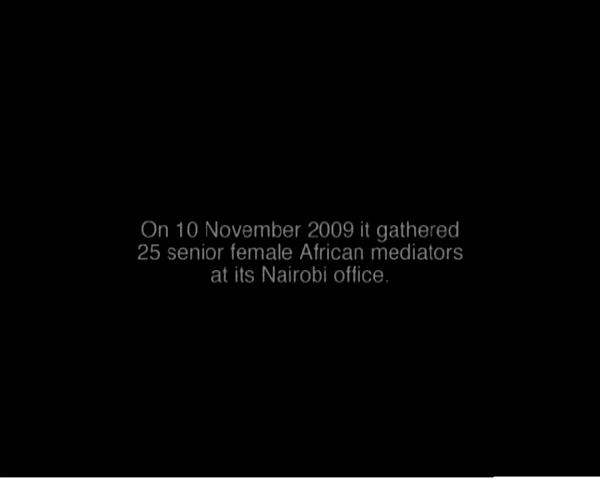 On 10 November 2009 it gathered
25 senior female African mediators
at its Nairobi office.